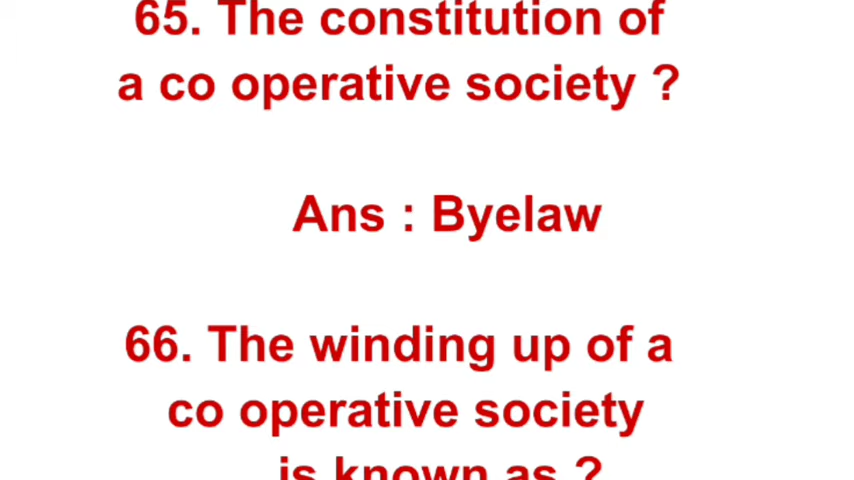 65. The constitution of
a co operative society ?
Ans : Byelaw
66. The winding up of a
co operative society
is known as ?